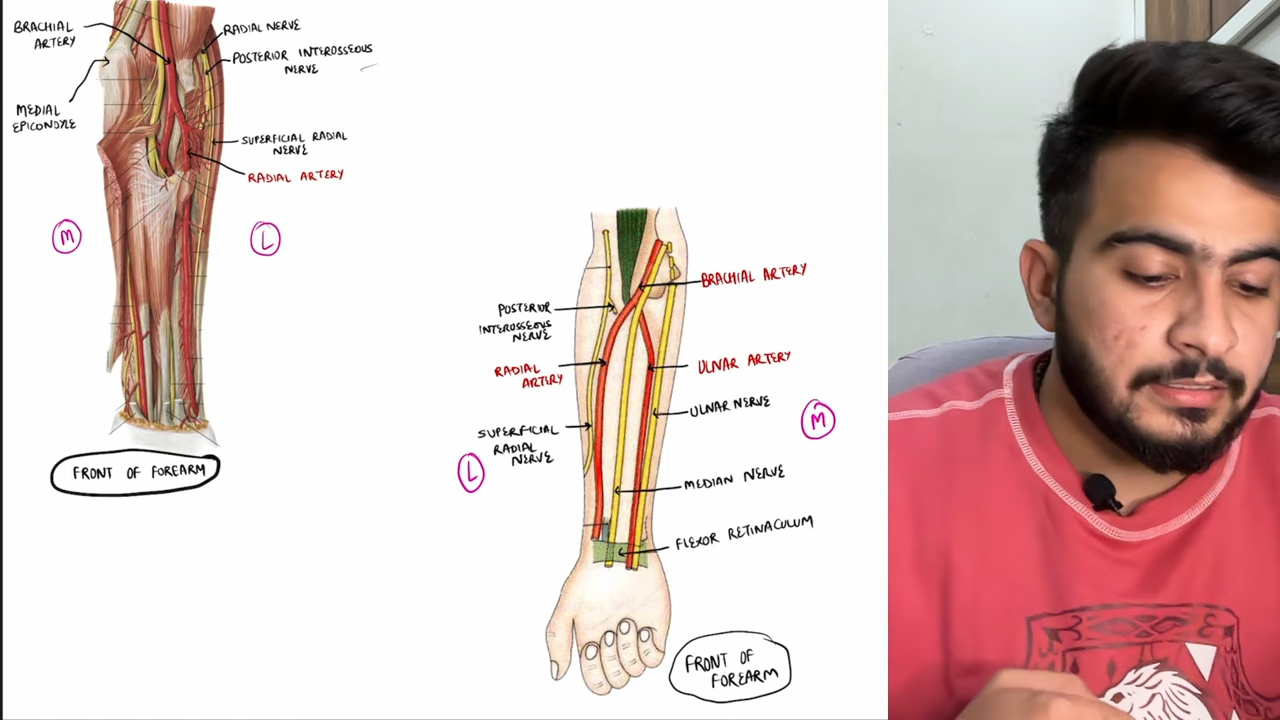 BRACHIAL
ARTERY
RADIAL NERVE
POSTERIOR INTEROSSEOUS
NERVE
MEDIAL
EPICONDYLE
SUPERFICIAL RADIAL
NERVE
RADIAL ARTERY
M
L
FRONT OF FOREARM
BRACHIAL ARTERY
POSTERIOR
INTEROSSEOUS
NERVE
RADIAL
ARTERY
ULNAR ARTERY
ULNAR NERVE
M
SUPERFICIAL
RADIAL
NERVE
L
MEDIAN NERVE
FLEXOR RETINACULUM
FRONT OF
FOREARM